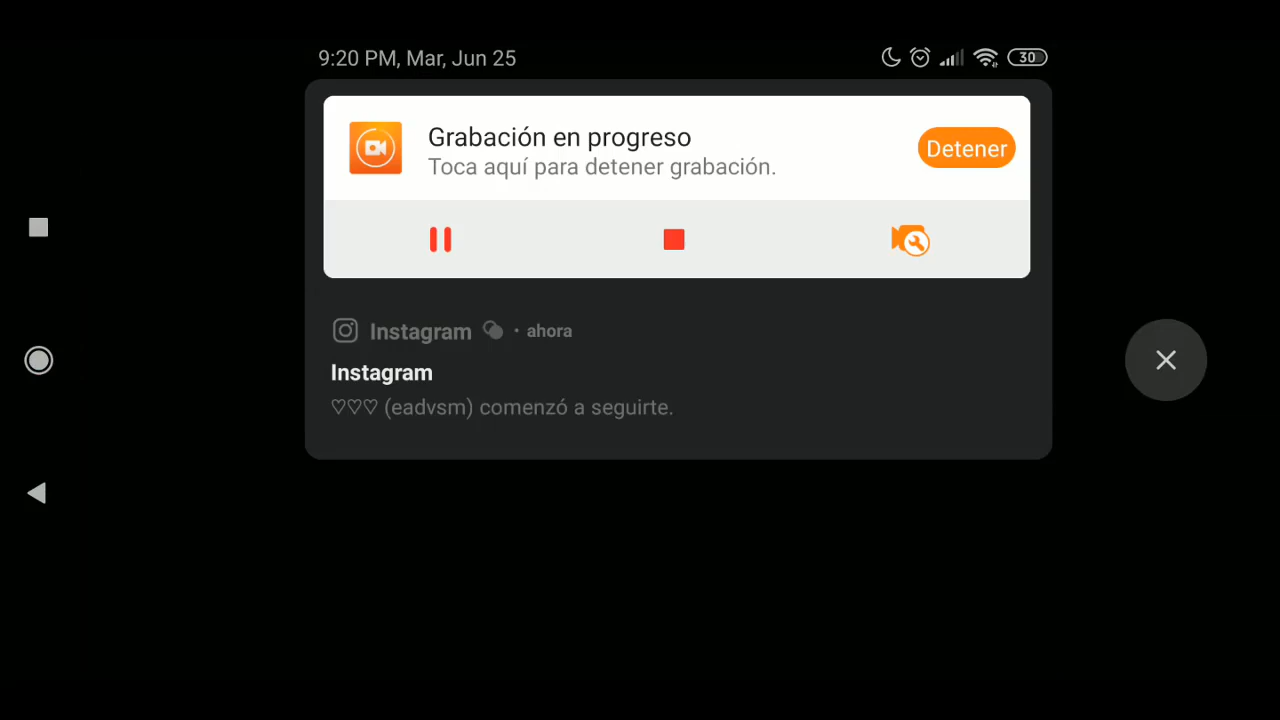 9:20 PM, Mar, Jun 25
30
Grabación en progreso
Toca aquí para detener grabación.
Detener
Instagram · ahora
Instagram
♡♡♡ (eadvsm) comenzó a seguirte.